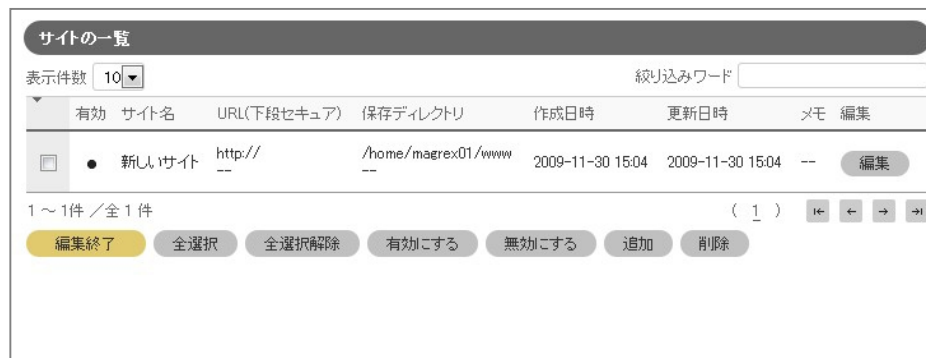 サイトの一覧
表示件数 10 絞り込みワード
有効 サイト名 URL(下段セキュア) 保存ディレクトリ 作成日時 更新日時 メモ 編集
● 新しいサイト http:// /home/magrex01/www 2009-11-30 15:04 2009-11-30 15:04 -- 編集
-- --
1～1件／全1件 ( 1 )
編集終了 全選択 全選択解除 有効にする 無効にする 追加 削除